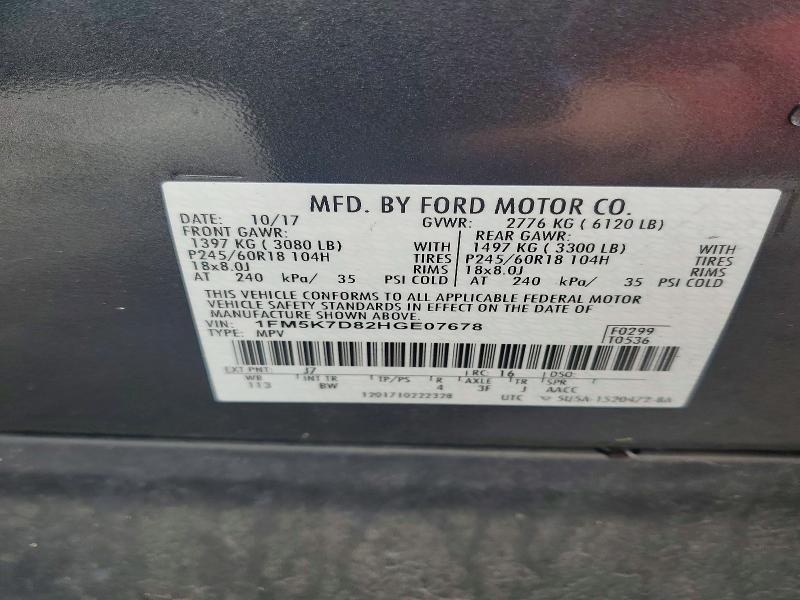 MFD. BY FORD MOTOR CO.
DATE: 10/17 GVWR: 2776 KG ( 6120 LB)
FRONT GAWR: REAR GAWR:
1397 KG ( 3080 LB) WITH 1497 KG ( 3300 LB) WITH
P245/60R18 104H TIRES P245/60R18 104H TIRES
18x8.0J RIMS 18x8.0J RIMS
AT 240 kPa/ 35 PSI COLD AT 240 kPa/ 35 PSI COLD
THIS VEHICLE CONFORMS TO ALL APPLICABLE FEDERAL MOTOR
VEHICLE SAFETY STANDARDS IN EFFECT ON THE DATE OF
MANUFACTURE SHOWN ABOVE.
VIN: 1FM5K7D82HGE07678 F0299
TYPE: MPV T0536
EXT PNT: J7 RC: 16 DSO:
WB INT TR TP/PS R AXLE TR SPR
113 BW 4 3F J AACC
1201710222328 UTC 5U5A-1520472-BA